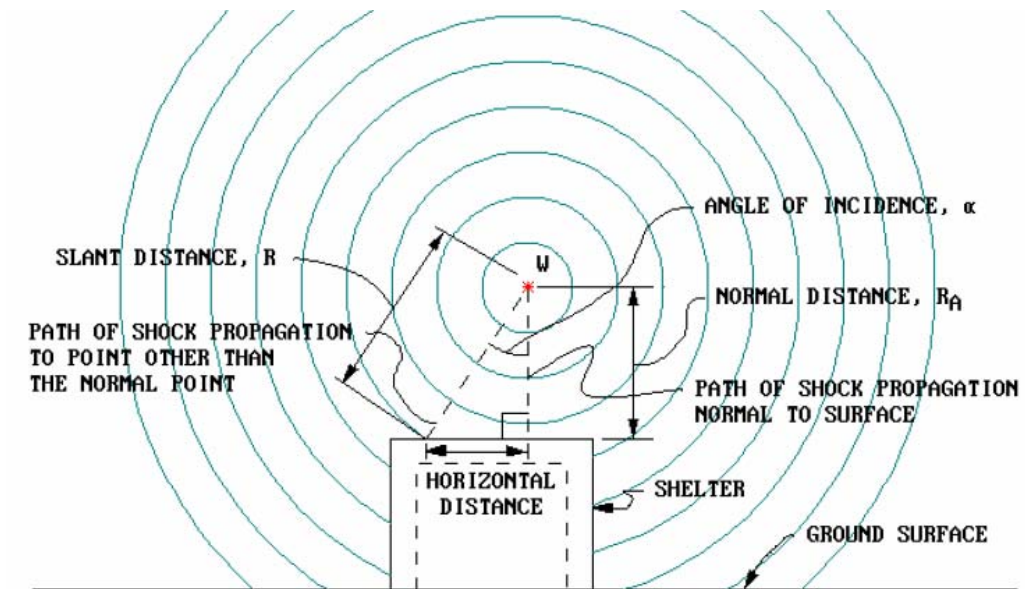 ANGLE OF INCIDENCE, α
SLANT DISTANCE, R
W
NORMAL DISTANCE, RA
PATH OF SHOCK PROPAGATION
TO POINT OTHER THAN
THE NORMAL POINT
PATH OF SHOCK PROPAGATION
NORMAL TO SURFACE
HORIZONTAL
DISTANCE
SHELTER
GROUND SURFACE